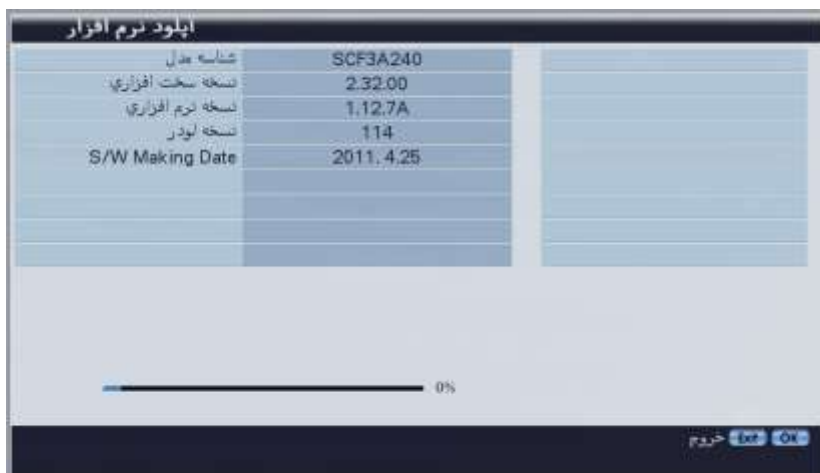 اپلود نرم افزار
شناسه مدل SCF3A240
نسخه سخت افزاري 2.32.00
نسخه نرم افزاري 1.12.7A
نسخه لودر 114
S/W Making Date 2011. 4.25
0%
خروج Exit OK